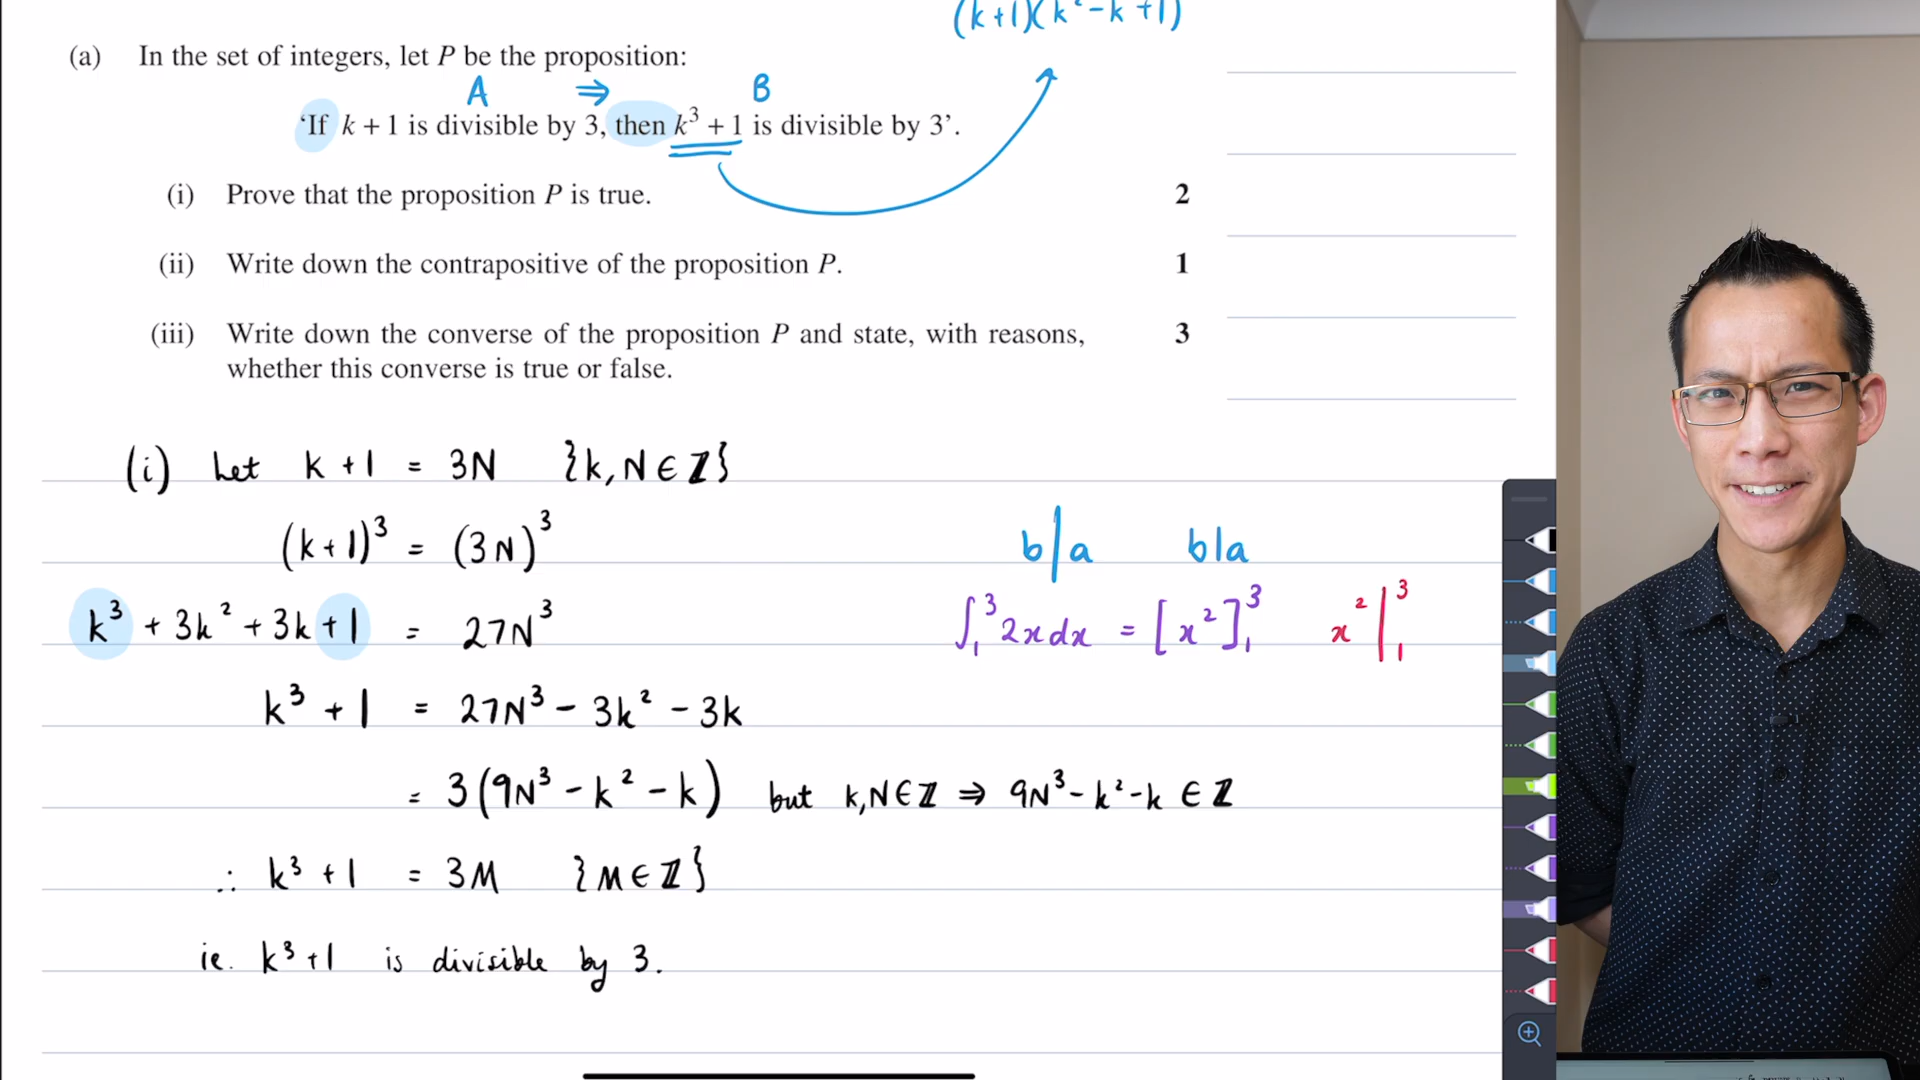 (k+1)(k²-k+1)
(a) In the set of integers, let P be the proposition:
A ⇒ B
‘If k + 1 is divisible by 3, then k³ + 1 is divisible by 3’.
(i) Prove that the proposition P is true. 2
(ii) Write down the contrapositive of the proposition P. 1
(iii) Write down the converse of the proposition P and state, with reasons, 3
whether this converse is true or false.
(i) Let k+1 = 3N {k, N ∈ ℤ}
(k+1)³ = (3N)³
b|a b|a
k³ + 3k² + 3k + 1 = 27N³
∫₁³ 2x dx = [x²]₁³ x²|₁³
k³ + 1 = 27N³ - 3k² - 3k
= 3(9N³ - k² - k) but k,N∈ℤ ⇒ 9N³-k²-k ∈ ℤ
∴ k³ + 1 = 3M {M∈ℤ}
ie. k³+1 is divisible by 3.